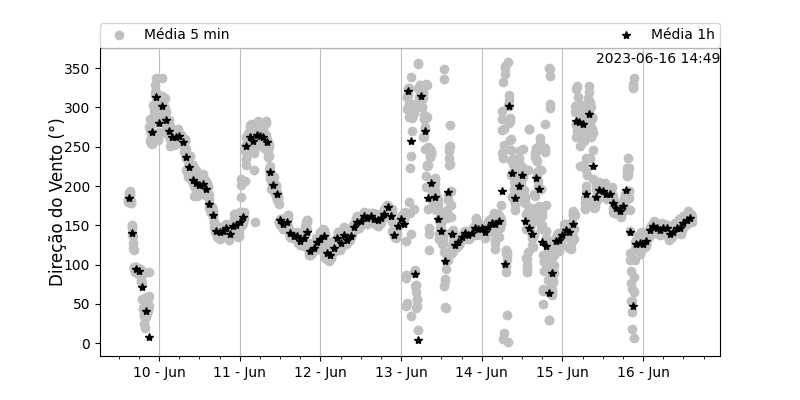 Média 5 min
Média 1h
2023-06-16 14:49
Direção do Vento (°)
350
300
250
200
150
100
50
0
10 - Jun
11 - Jun
12 - Jun
13 - Jun
14 - Jun
15 - Jun
16 - Jun